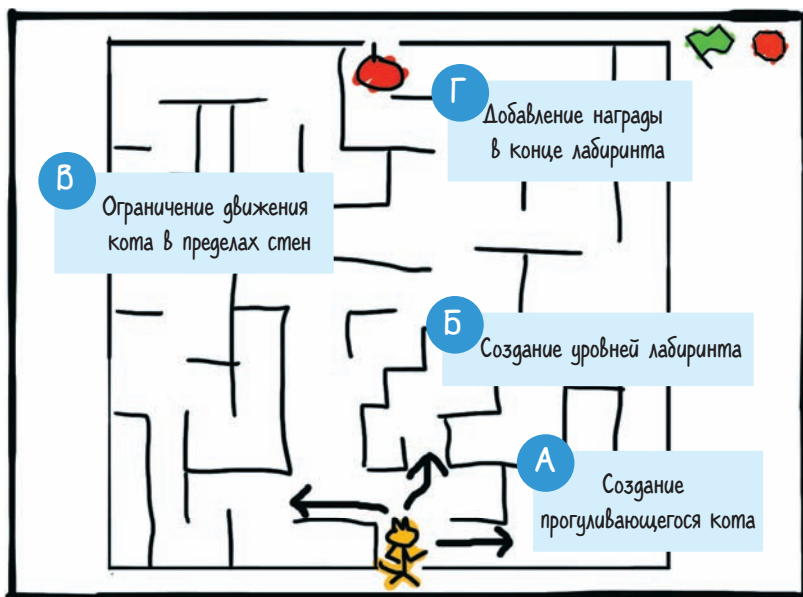 Г
Добавление награды
в конце лабиринта
В
Ограничение движения
кота в пределах стен
Б
Создание уровней лабиринта
А
Создание
прогуливающегося кота